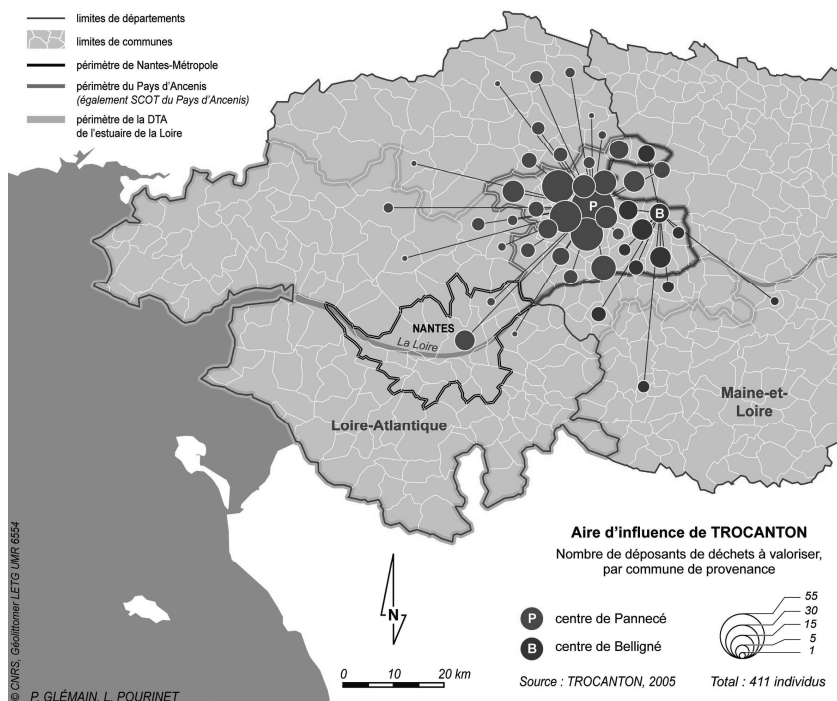 limites de départements
limites de communes
périmètre de Nantes-Métropole
périmètre du Pays d'Ancenis
(également SCOT du Pays d'Ancenis)
périmètre de la DTA
de l'estuaire de la Loire
P
B
NANTES
La Loire
Loire-Atlantique
Maine-et-
Loire
Aire d'influence de TROCANTON
Nombre de déposants de déchets à valoriser,
par commune de provenance
P centre de Pannecé
B centre de Belligné
55
30
15
5
1
N
0 10 20 km
Source : TROCANTON, 2005 Total : 411 individus
© CNRS, Géolittomer LETG UMR 6554
P. GLÉMAIN, L. POURINET